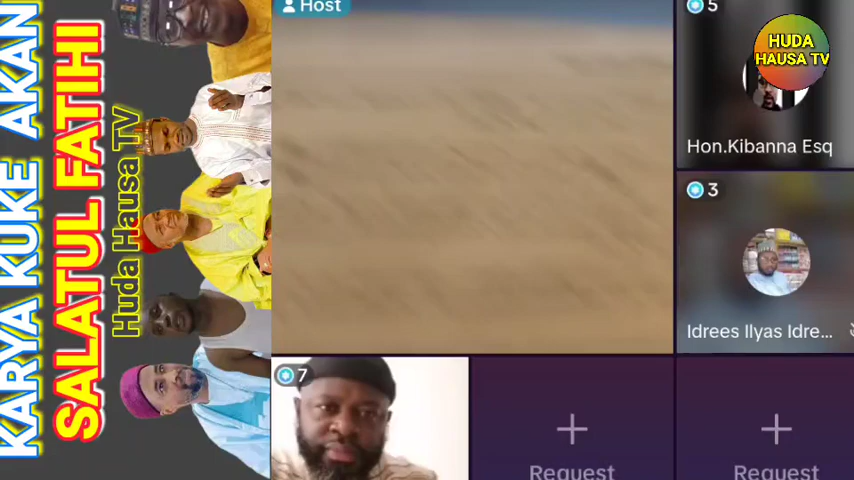 KARYA KUKE AKAN
SALATUL FATIHI
Huda Hausa TV
Host
5
HUDA
HAUSA TV
Hon.Kibanna Esq
3
Idrees Ilyas Idre...
7
Request
Request